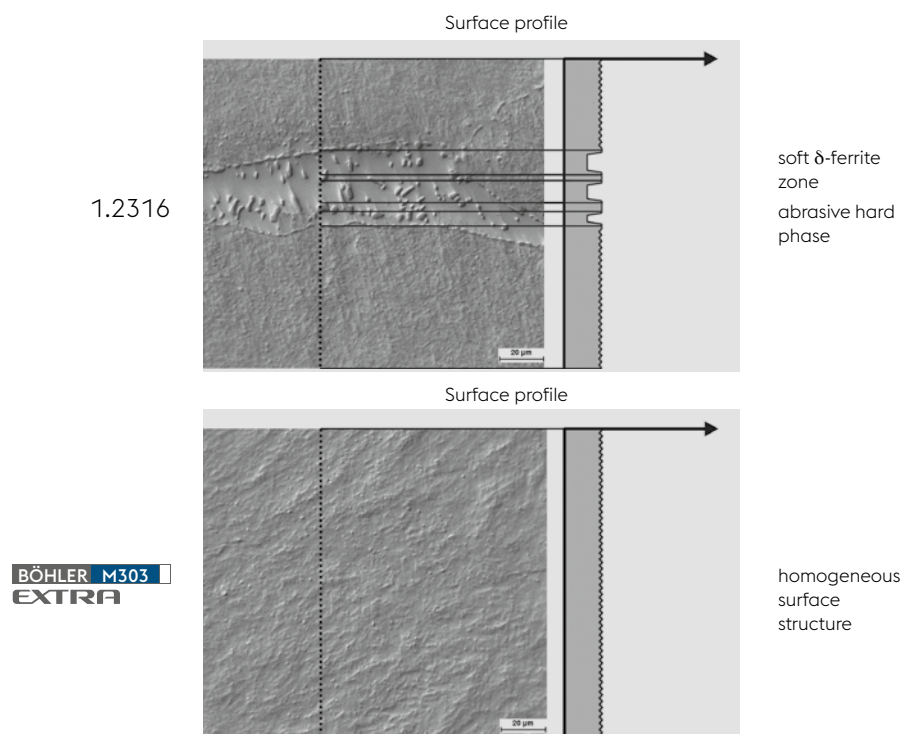 Surface profile
1.2316
soft δ-ferrite
zone
abrasive hard
phase
20 µm
Surface profile
BÖHLER M303
EXTRA
homogeneous
surface
structure
20 µm